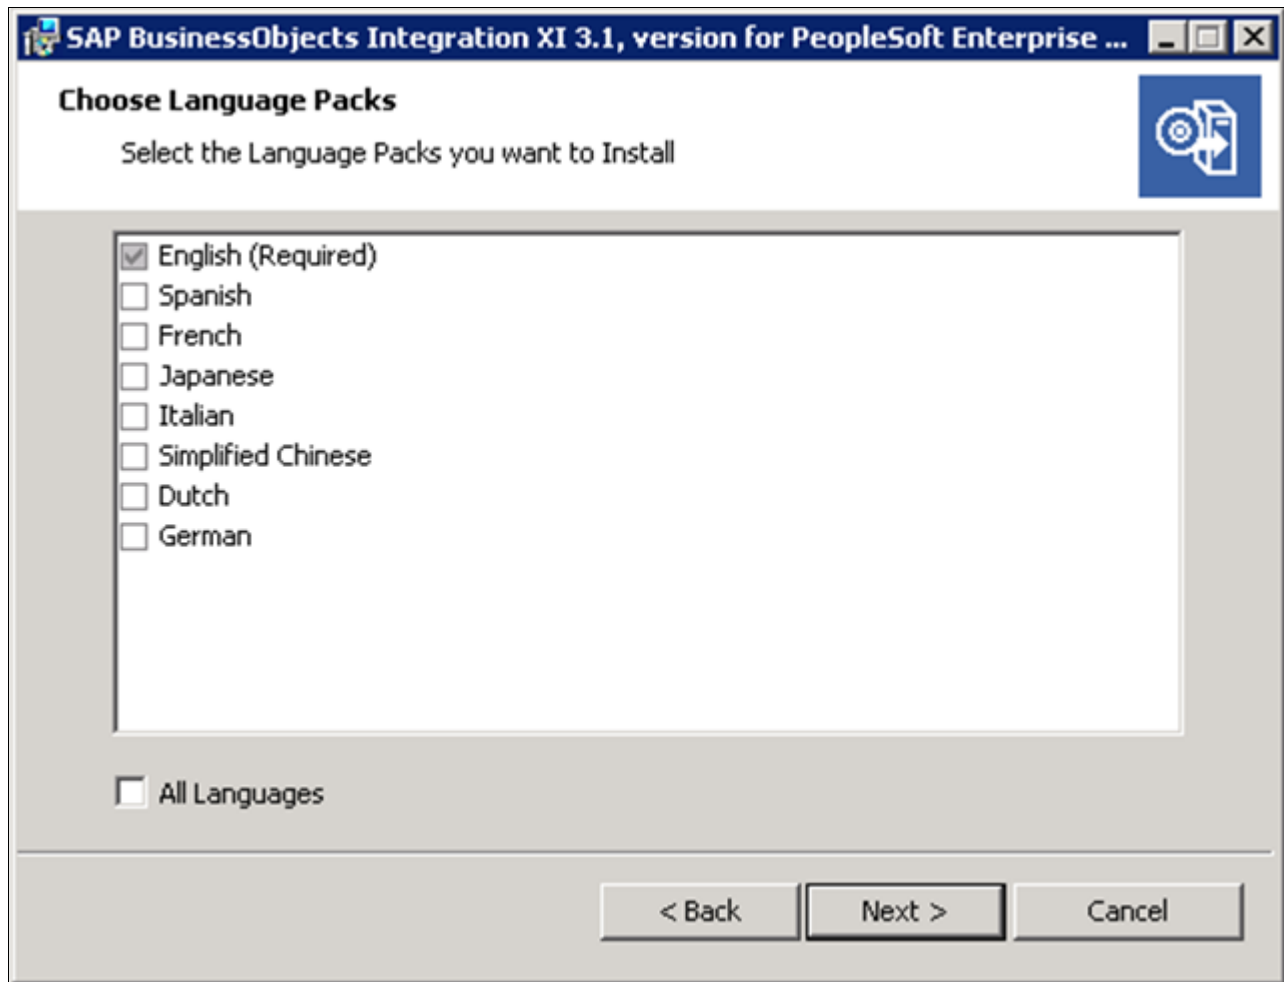 SAP BusinessObjects Integration XI 3.1, version for PeopleSoft Enterprise ...
Choose Language Packs
Select the Language Packs you want to Install
English (Required)
Spanish
French
Japanese
Italian
Simplified Chinese
Dutch
German
All Languages
< Back Next > Cancel